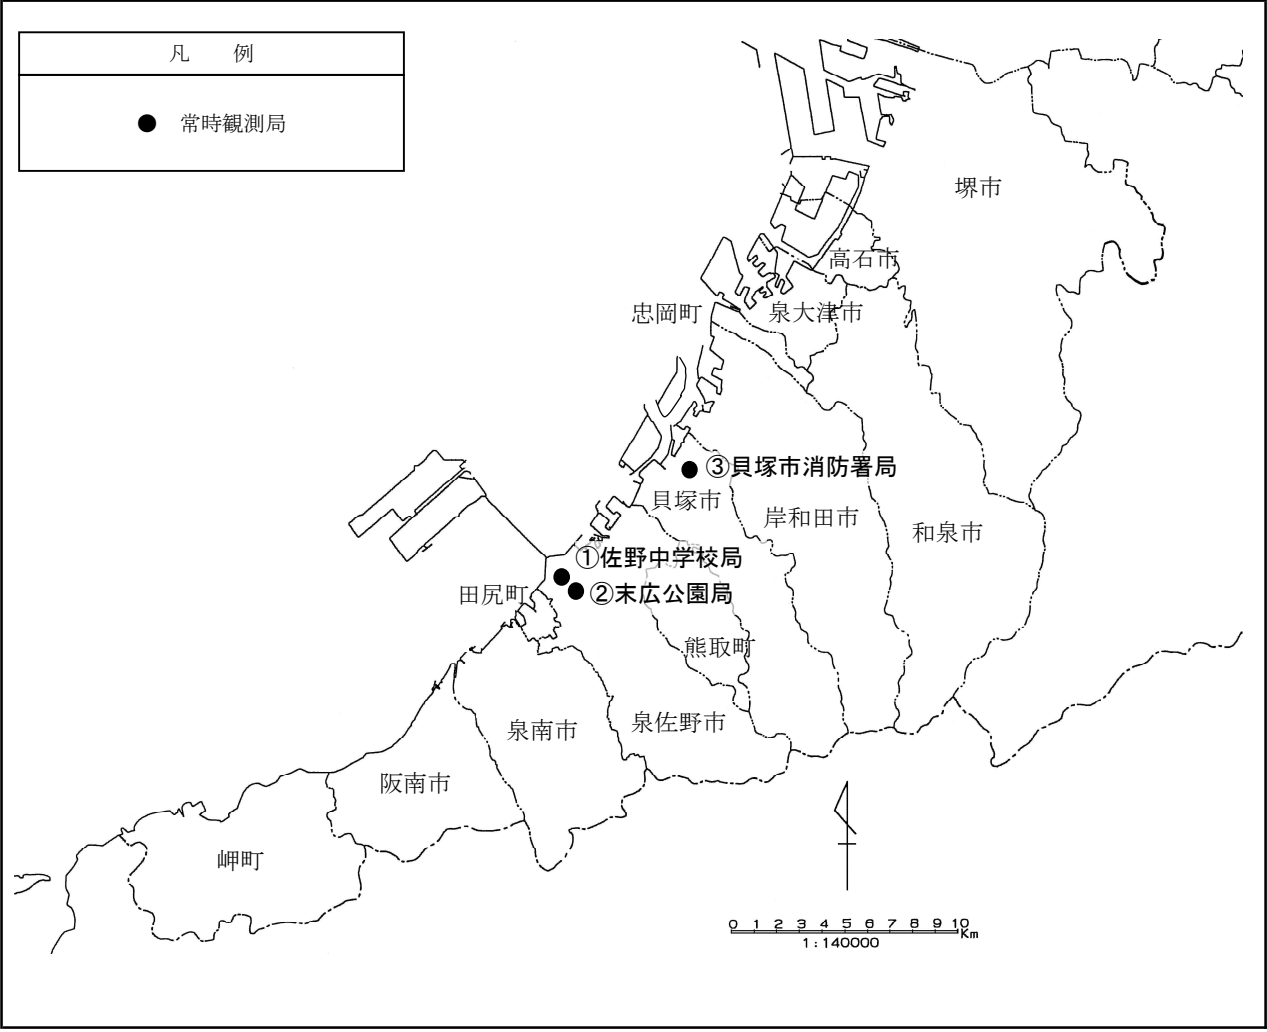 凡　例
常時観測局
堺市
高石市
忠岡町
泉大津市
③貝塚市消防署局
貝塚市
岸和田市
和泉市
①佐野中学校局
田尻町
②末広公園局
熊取町
泉佐野市
泉南市
阪南市
岬町
0 1 2 3 4 5 6 7 8 9 10
Km
1:140000